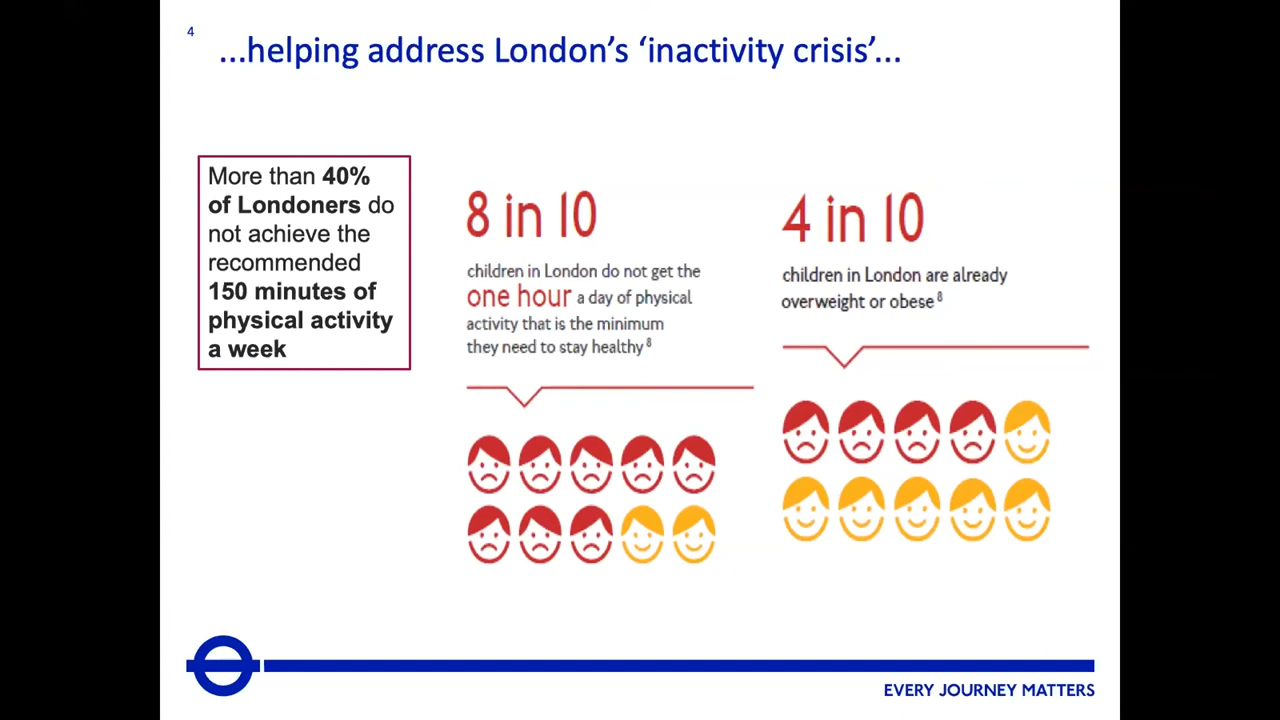 4
...helping address London's 'inactivity crisis'...
More than 40%
of Londoners do
not achieve the
recommended
150 minutes of
physical activity
a week
8 in 10
children in London do not get the
one hour a day of physical
activity that is the minimum
they need to stay healthy 8
4 in 10
children in London are already
overweight or obese 8
EVERY JOURNEY MATTERS